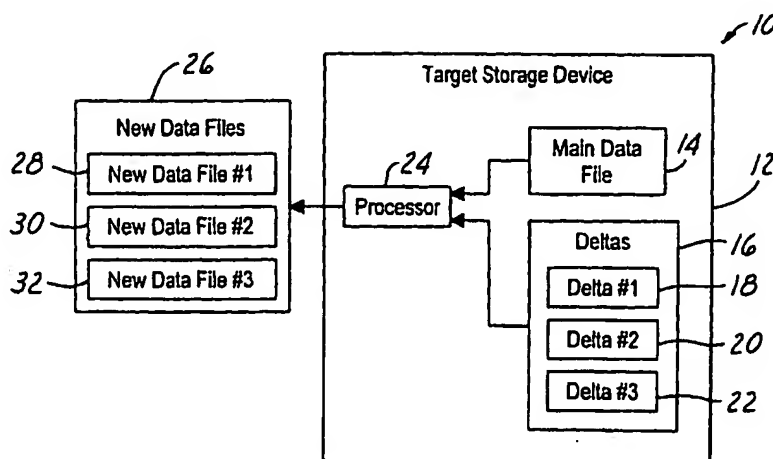 10
26
Target Storage Device
New Data Files
28
New Data File #1
24
Main Data
File
14
12
Processor
30
New Data File #2
Deltas
16
32
New Data File #3
Delta #1
18
Delta #2
20
Delta #3
22